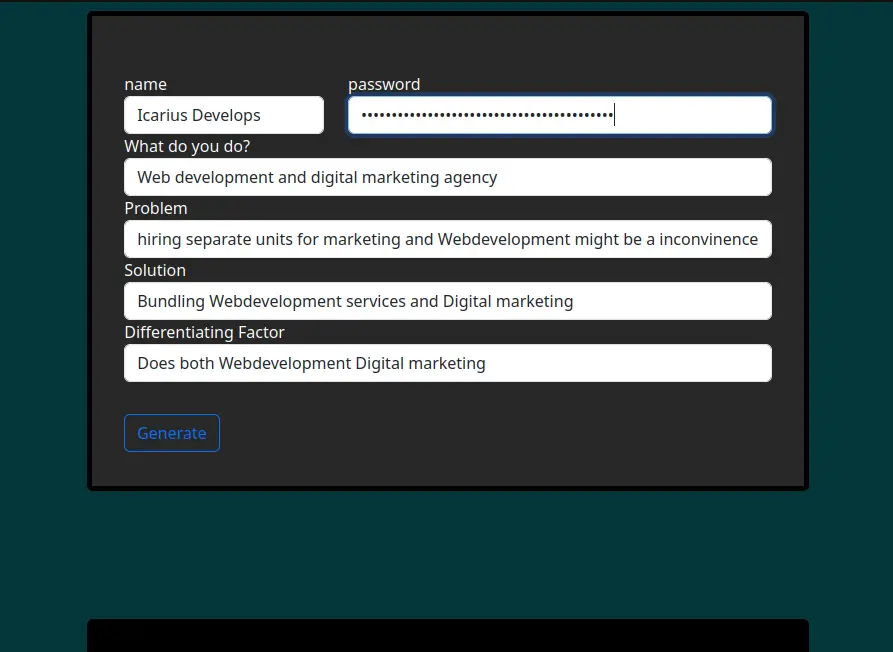 name
password
Icarius Develops
••••••••••••••••••••••••••••••••••••••••••
What do you do?
Web development and digital marketing agency
Problem
hiring separate units for marketing and Webdevelopment might be a inconvinence
Solution
Bundling Webdevelopment services and Digital marketing
Differentiating Factor
Does both Webdevelopment Digital marketing
Generate